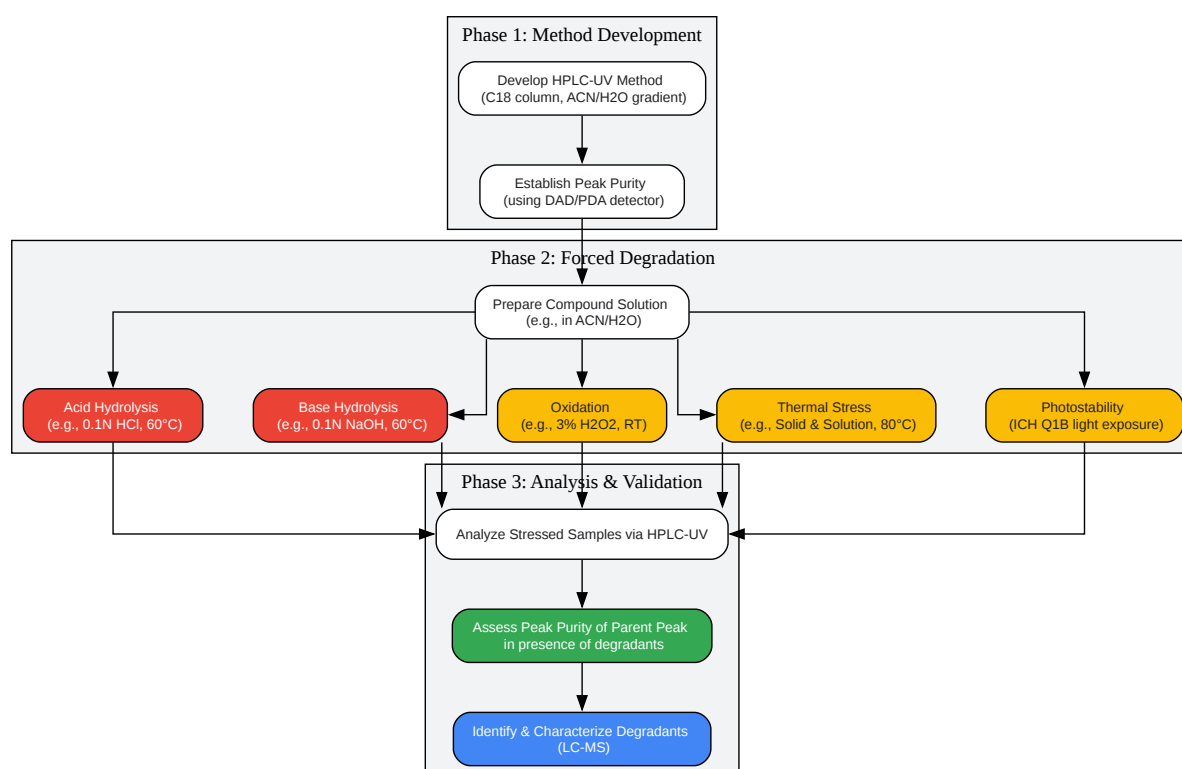 Phase 1: Method Development
Develop HPLC-UV Method
(C18 column, ACN/H2O gradient)
Establish Peak Purity
(using DAD/PDA detector)
Phase 2: Forced Degradation
Prepare Compound Solution
(e.g., in ACN/H2O)
Acid Hydrolysis
(e.g., 0.1N HCl, 60°C)
Base Hydrolysis
(e.g., 0.1N NaOH, 60°C)
Oxidation
(e.g., 3% H2O2, RT)
Thermal Stress
(e.g., Solid & Solution, 80°C)
Photostability
(ICH Q1B light exposure)
Phase 3: Analysis & Validation
Analyze Stressed Samples via HPLC-UV
Assess Peak Purity of Parent Peak
in presence of degradants
Identify & Characterize Degradants
(LC-MS)